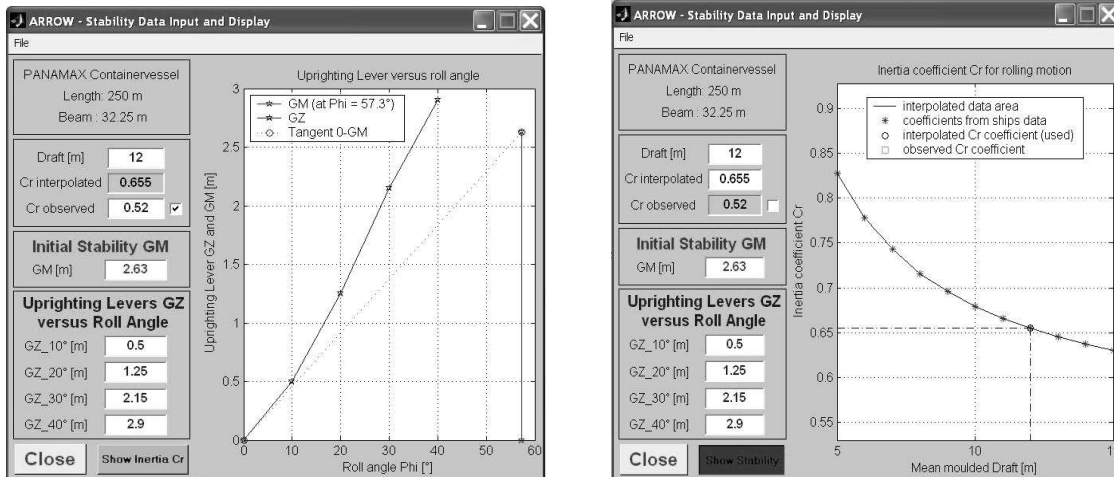 ARROW - Stability Data Input and Display
File
PANAMAX Containervessel
Length: 250 m
Beam : 32.25 m
Draft [m] 12
Cr interpolated 0.655
Cr observed 0.52
Initial Stability GM
GM [m] 2.63
Uprighting Levers GZ
versus Roll Angle
GZ_10° [m] 0.5
GZ_20° [m] 1.25
GZ_30° [m] 2.15
GZ_40° [m] 2.9
Close Show Inertia Cr
Uprighting Lever versus roll angle
GM (at Phi = 57.3°)
GZ
Tangent 0-GM
Uprighting Lever GZ and GM [m]
3
2.5
2
1.5
1
0.5
0
0 10 20 30 40 50 60
Roll angle Phi [°]
ARROW - Stability Data Input and Display
File
PANAMAX Containervessel
Length: 250 m
Beam : 32.25 m
Draft [m] 12
Cr interpolated 0.655
Cr observed 0.52
Initial Stability GM
GM [m] 2.63
Uprighting Levers GZ
versus Roll Angle
GZ_10° [m] 0.5
GZ_20° [m] 1.25
GZ_30° [m] 2.15
GZ_40° [m] 2.9
Close Show Stability
Inertia coefficient Cr for rolling motion
interpolated data area
coefficients from ships data
interpolated Cr coefficient (used)
observed Cr coefficient
Inertia coefficient Cr
0.9
0.85
0.8
0.75
0.7
0.65
0.6
0.55
5 10
Mean moulded Draft [m]